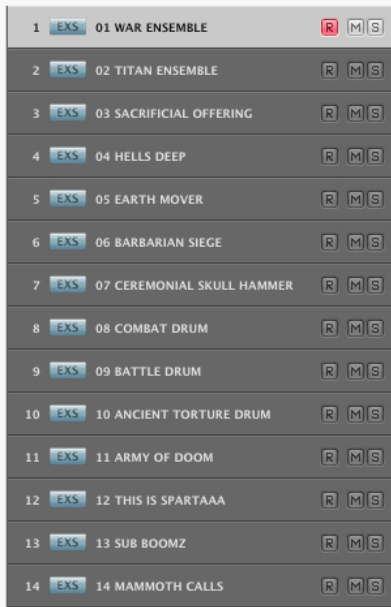 1 EXS 01 WAR ENSEMBLE R M S
2 EXS 02 TITAN ENSEMBLE R M S
3 EXS 03 SACRIFICIAL OFFERING R M S
4 EXS 04 HELLS DEEP R M S
5 EXS 05 EARTH MOVER R M S
6 EXS 06 BARBARIAN SIEGE R M S
7 EXS 07 CEREMONIAL SKULL HAMMER R M S
8 EXS 08 COMBAT DRUM R M S
9 EXS 09 BATTLE DRUM R M S
10 EXS 10 ANCIENT TORTURE DRUM R M S
11 EXS 11 ARMY OF DOOM R M S
12 EXS 12 THIS IS SPARTAAA R M S
13 EXS 13 SUB BOOMZ R M S
14 EXS 14 MAMMOTH CALLS R M S